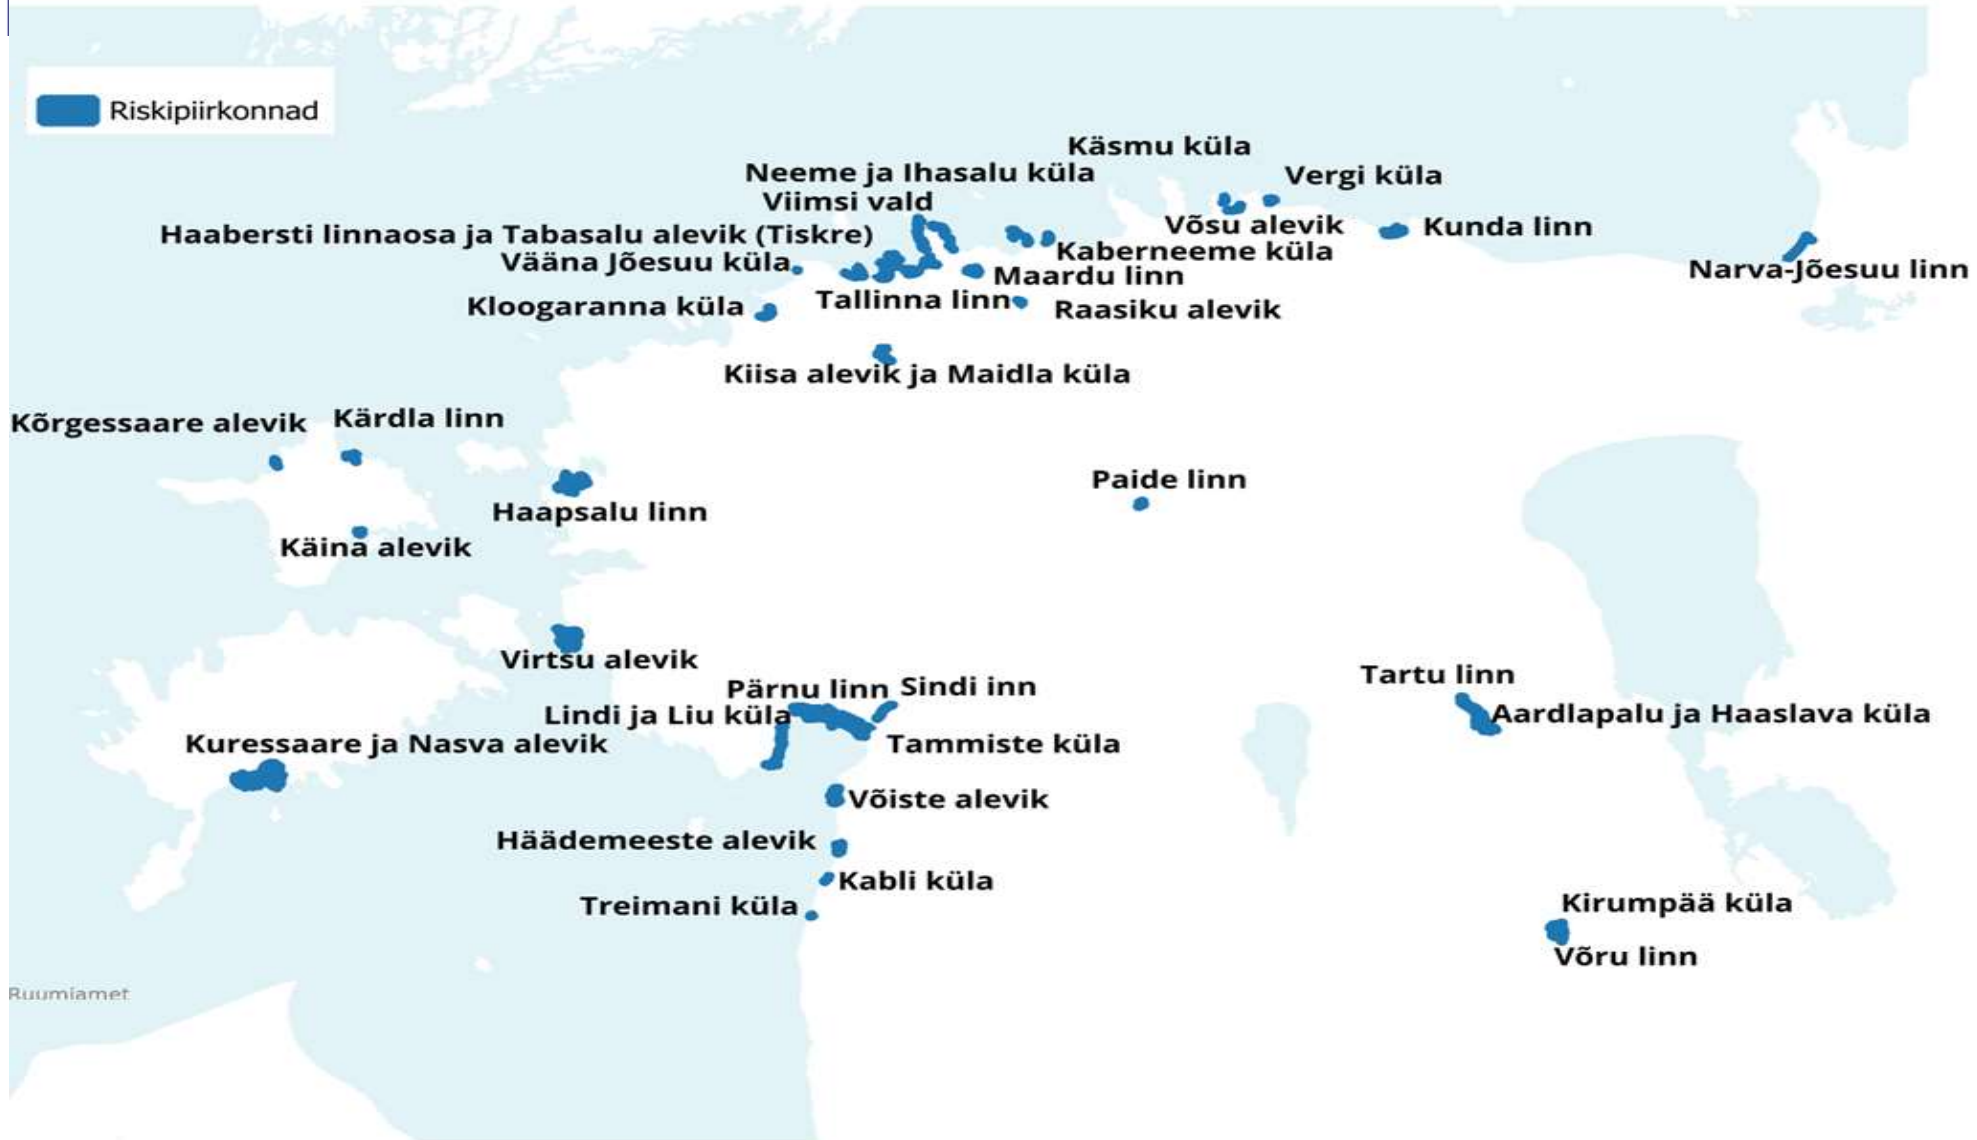 Riskipiirkonnad
Käsmu küla
Neeme ja Ihasalu küla
Vergi küla
Viimsi vald
Võsu alevik
Kunda linn
Haabersti linnaosa ja Tabasalu alevik (Tiskre)
Kaberneeme küla
Vääna Jõesuu küla
Narva-Jõesuu linn
Maardu linn
Tallinna linn
Kloogaranna küla
Raasiku alevik
Kiisa alevik ja Maidla küla
Kõrgessaare alevik
Kärdla linn
Paide linn
Haapsalu linn
Käina alevik
Virtsu alevik
Tartu linn
Pärnu linn
Sindi inn
Lindi ja Liu küla
Aardlapalu ja Haaslava küla
Kuressaare ja Nasva alevik
Tammiste küla
Võiste alevik
Häädemeeste alevik
Kabli küla
Treimani küla
Kirumpää küla
Võru linn
Ruumiamet